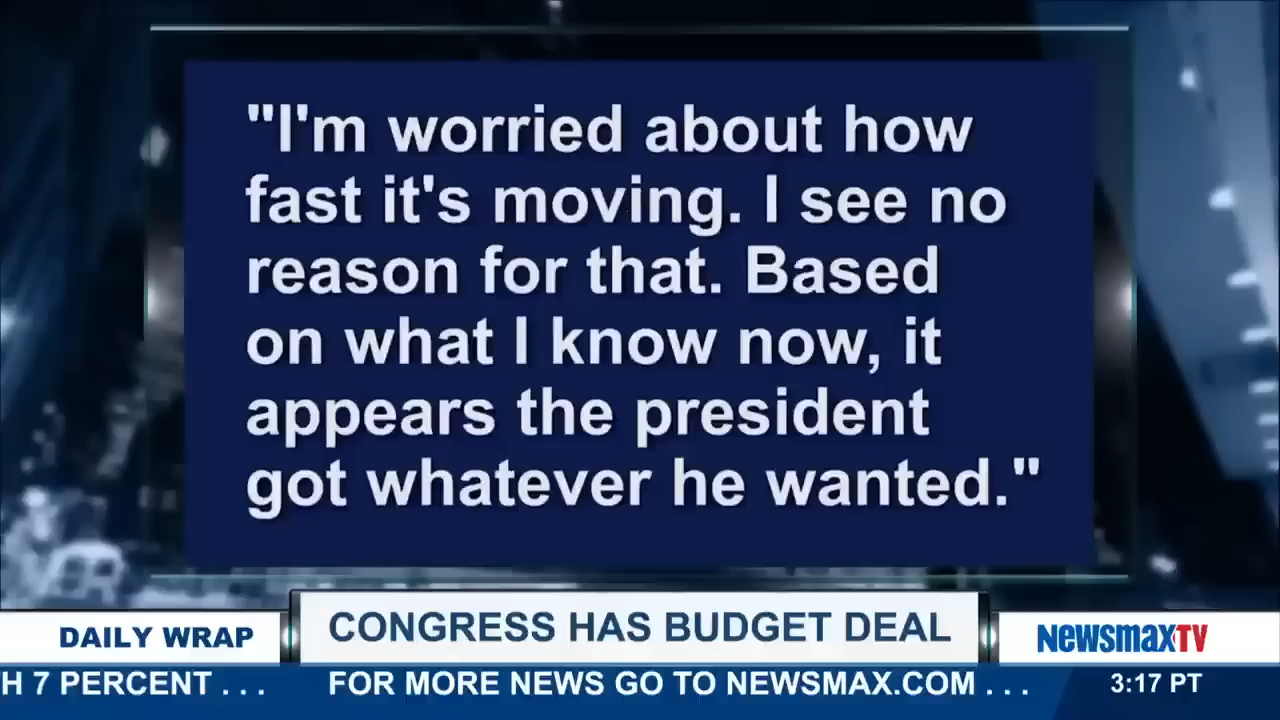 "I'm worried about how
fast it's moving. I see no
reason for that. Based
on what I know now, it
appears the president
got whatever he wanted."
DAILY WRAP
CONGRESS HAS BUDGET DEAL
NEWSMAXTV
H 7 PERCENT . . . FOR MORE NEWS GO TO NEWSMAX.COM . . .
3:17 PT